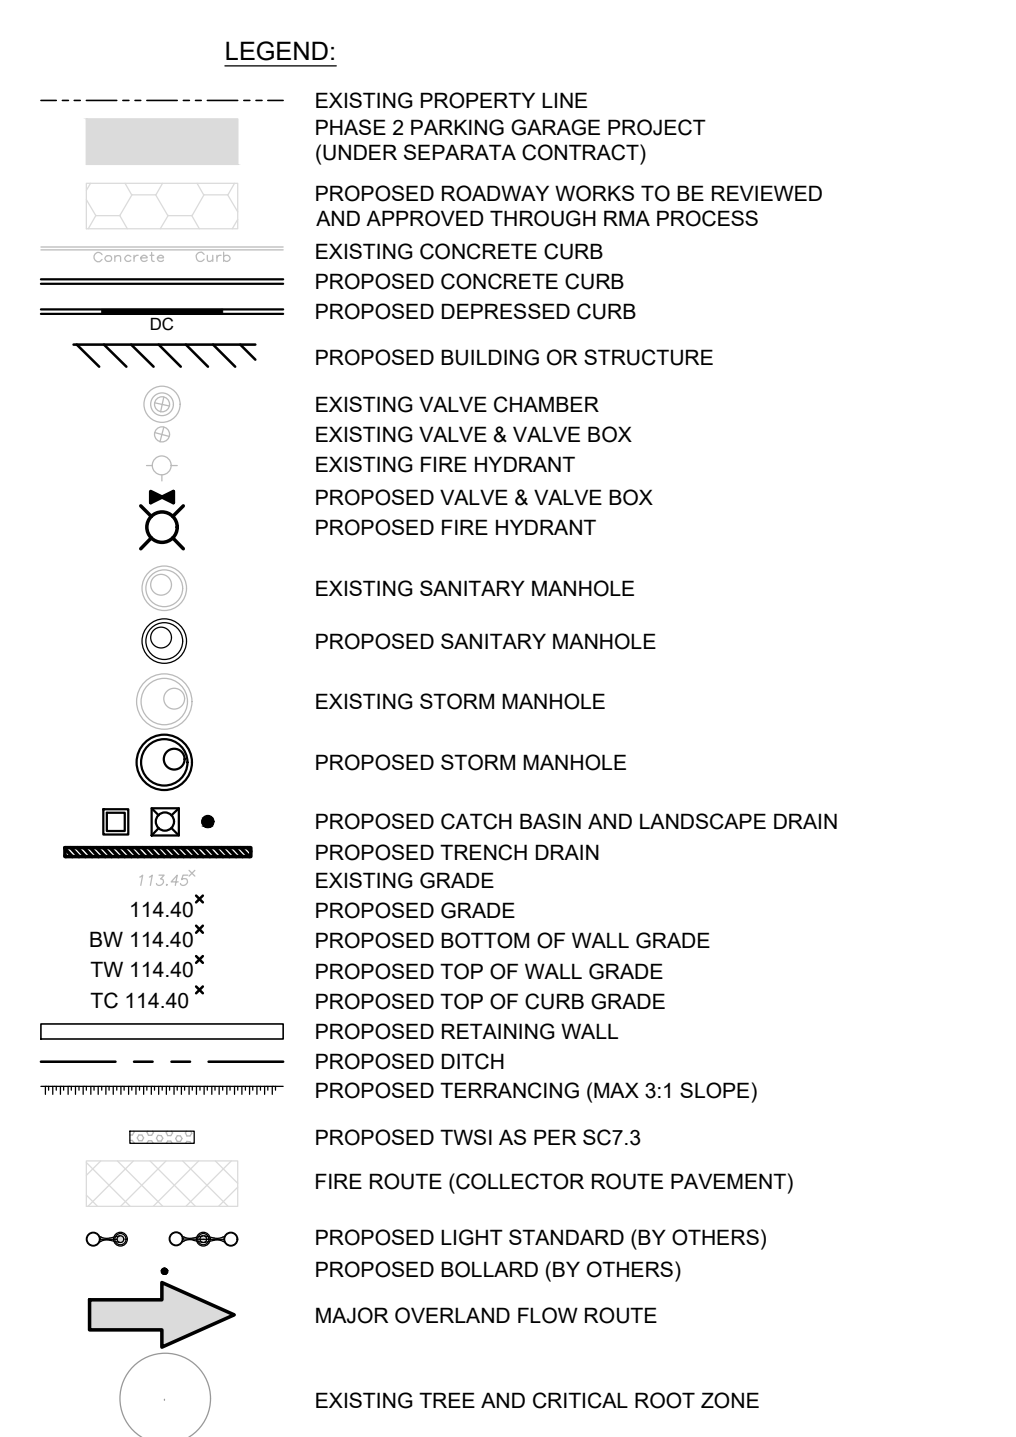 LEGEND:
EXISTING PROPERTY LINE
PHASE 2 PARKING GARAGE PROJECT
(UNDER SEPARATA CONTRACT)
PROPOSED ROADWAY WORKS TO BE REVIEWED
AND APPROVED THROUGH RMA PROCESS
Concrete Curb EXISTING CONCRETE CURB
PROPOSED CONCRETE CURB
PROPOSED DEPRESSED CURB
DC
PROPOSED BUILDING OR STRUCTURE
EXISTING VALVE CHAMBER
EXISTING VALVE & VALVE BOX
EXISTING FIRE HYDRANT
PROPOSED VALVE & VALVE BOX
PROPOSED FIRE HYDRANT
EXISTING SANITARY MANHOLE
PROPOSED SANITARY MANHOLE
EXISTING STORM MANHOLE
PROPOSED STORM MANHOLE
PROPOSED CATCH BASIN AND LANDSCAPE DRAIN
PROPOSED TRENCH DRAIN
113.45× EXISTING GRADE
114.40× PROPOSED GRADE
BW 114.40× PROPOSED BOTTOM OF WALL GRADE
TW 114.40× PROPOSED TOP OF WALL GRADE
TC 114.40× PROPOSED TOP OF CURB GRADE
PROPOSED RETAINING WALL
PROPOSED DITCH
PROPOSED TERRANCING (MAX 3:1 SLOPE)
PROPOSED TWSI AS PER SC7.3
FIRE ROUTE (COLLECTOR ROUTE PAVEMENT)
PROPOSED LIGHT STANDARD (BY OTHERS)
PROPOSED BOLLARD (BY OTHERS)
MAJOR OVERLAND FLOW ROUTE
EXISTING TREE AND CRITICAL ROOT ZONE